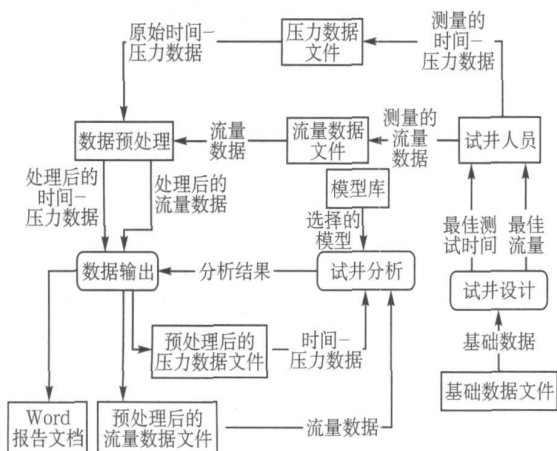 原始时间-
压力数据
压力数据
文件
测量的
时间-
压力数据
数据预处理
流量
数据
流量数据
文件
测量的
流量
数据
试井人员
处理后的
时间-
压力数据
处理后的
流量数据
模型库
选择的
模型
最佳测
试时间
最佳
流量
数据输出
分析结果
试井分析
试井设计
预处理后的
压力数据文件
时间-
压力数据
基础数据
基础数据文件
Word
报告文档
预处理后的
流量数据文件
流量数据